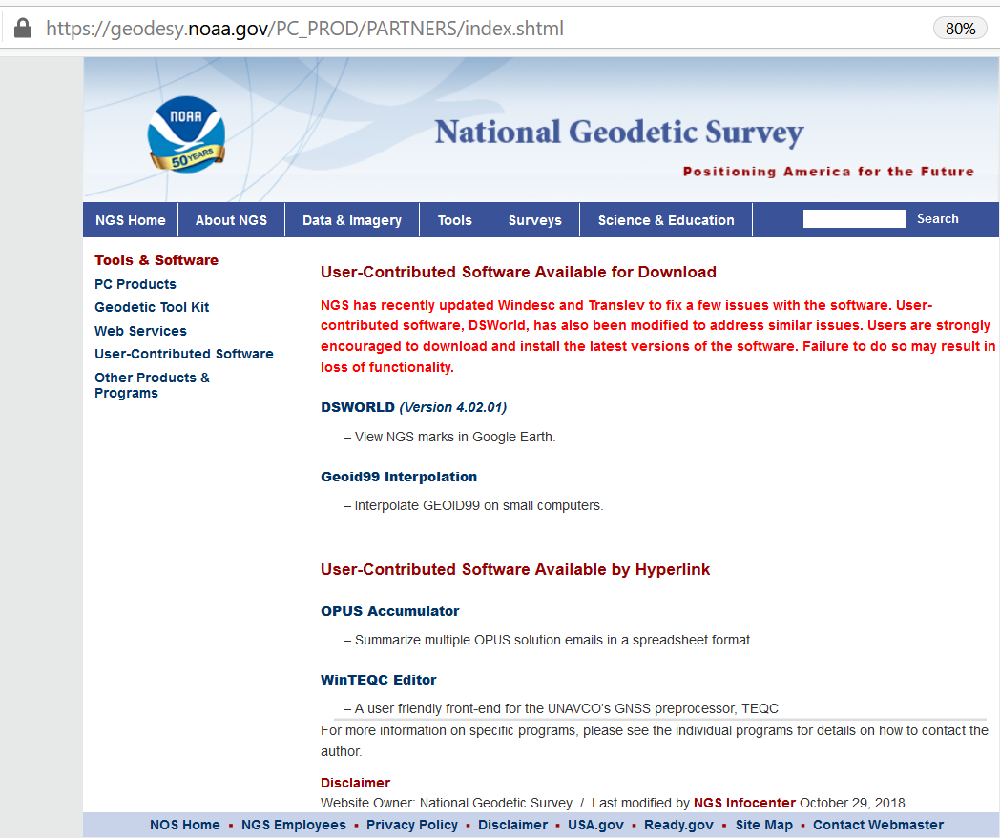 https://geodesy.noaa.gov/PC_PROD/PARTNERS/index.shtml
80%
NOAA
50 YEARS
National Geodetic Survey
Positioning America for the Future
NGS Home About NGS Data & Imagery Tools Surveys Science & Education Search
Tools & Software
PC Products
Geodetic Tool Kit
Web Services
User-Contributed Software
Other Products &
Programs
User-Contributed Software Available for Download
NGS has recently updated Windesc and Translev to fix a few issues with the software. User-
contributed software, DSWorld, has also been modified to address similar issues. Users are strongly
encouraged to download and install the latest versions of the software. Failure to do so may result in
loss of functionality.
DSWORLD (Version 4.02.01)
– View NGS marks in Google Earth.
Geoid99 Interpolation
– Interpolate GEOID99 on small computers.
User-Contributed Software Available by Hyperlink
OPUS Accumulator
– Summarize multiple OPUS solution emails in a spreadsheet format.
WinTEQC Editor
– A user friendly front-end for the UNAVCO’s GNSS preprocessor, TEQC
For more information on specific programs, please see the individual programs for details on how to contact the
author.
Disclaimer
Website Owner: National Geodetic Survey / Last modified by NGS Infocenter October 29, 2018
NOS Home ▪ NGS Employees ▪ Privacy Policy ▪ Disclaimer ▪ USA.gov ▪ Ready.gov ▪ Site Map ▪ Contact Webmaster